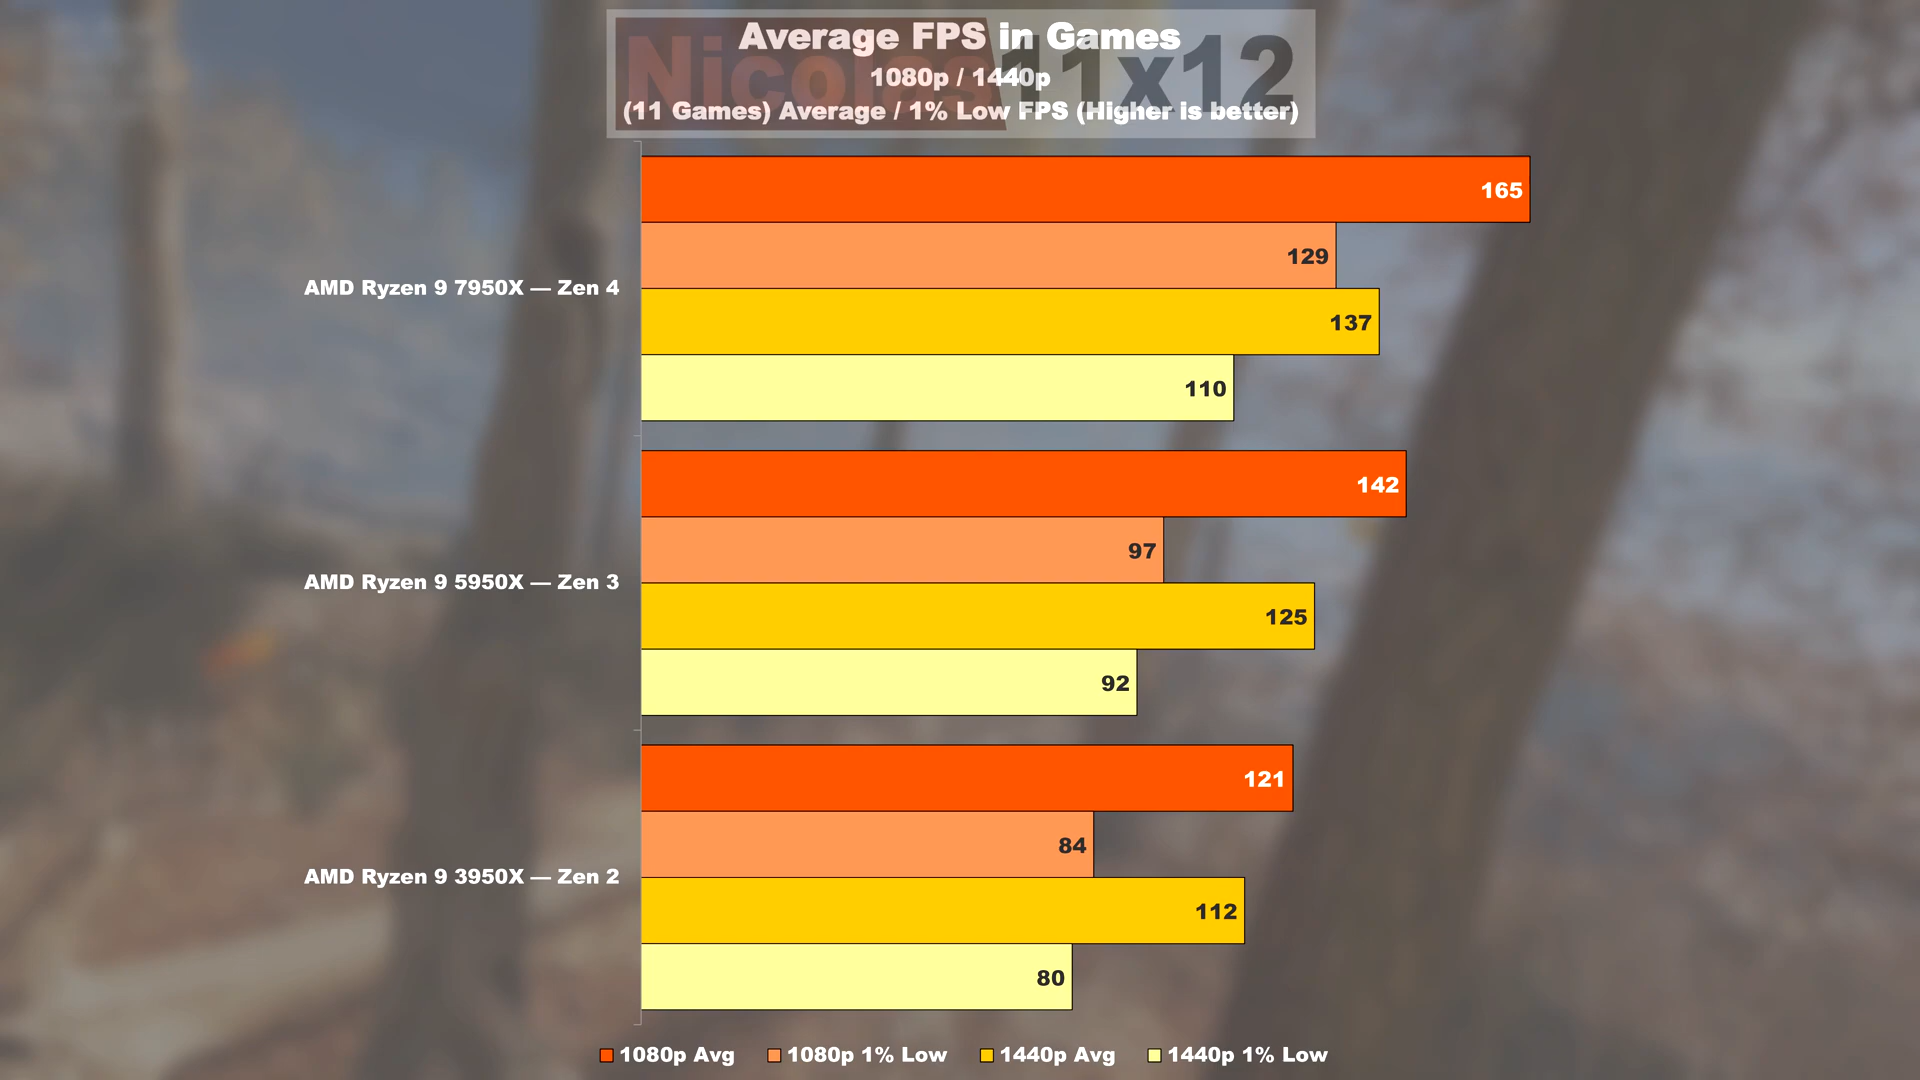 Average FPS in Games
1080p / 1440p
(11 Games) Average / 1% Low FPS (Higher is better)
Nicolas11x12
AMD Ryzen 9 7950X — Zen 4
165
129
137
110
AMD Ryzen 9 5950X — Zen 3
142
97
125
92
AMD Ryzen 9 3950X — Zen 2
121
84
112
80
1080p Avg
1080p 1% Low
1440p Avg
1440p 1% Low